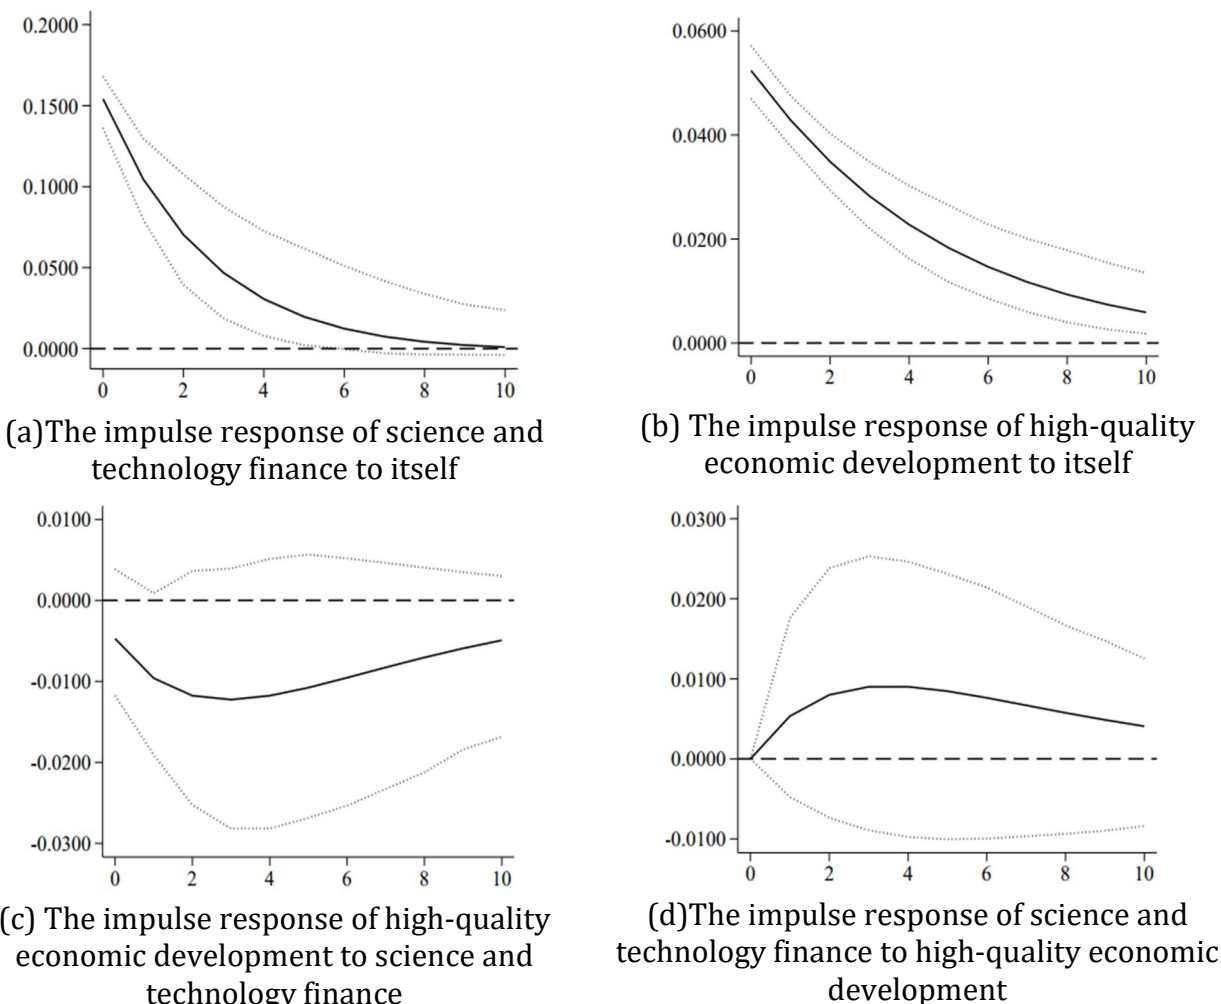 0.2000
0.1500
0.1000
0.0500
0.0000
0 2 4 6 8 10
(a)The impulse response of science and
technology finance to itself
0.0600
0.0400
0.0200
0.0000
0 2 4 6 8 10
(b) The impulse response of high-quality
economic development to itself
0.0100
0.0000
-0.0100
-0.0200
-0.0300
0 2 4 6 8 10
(c) The impulse response of high-quality
economic development to science and
technology finance
0.0300
0.0200
0.0100
0.0000
-0.0100
0 2 4 6 8 10
(d)The impulse response of science and
technology finance to high-quality economic
development